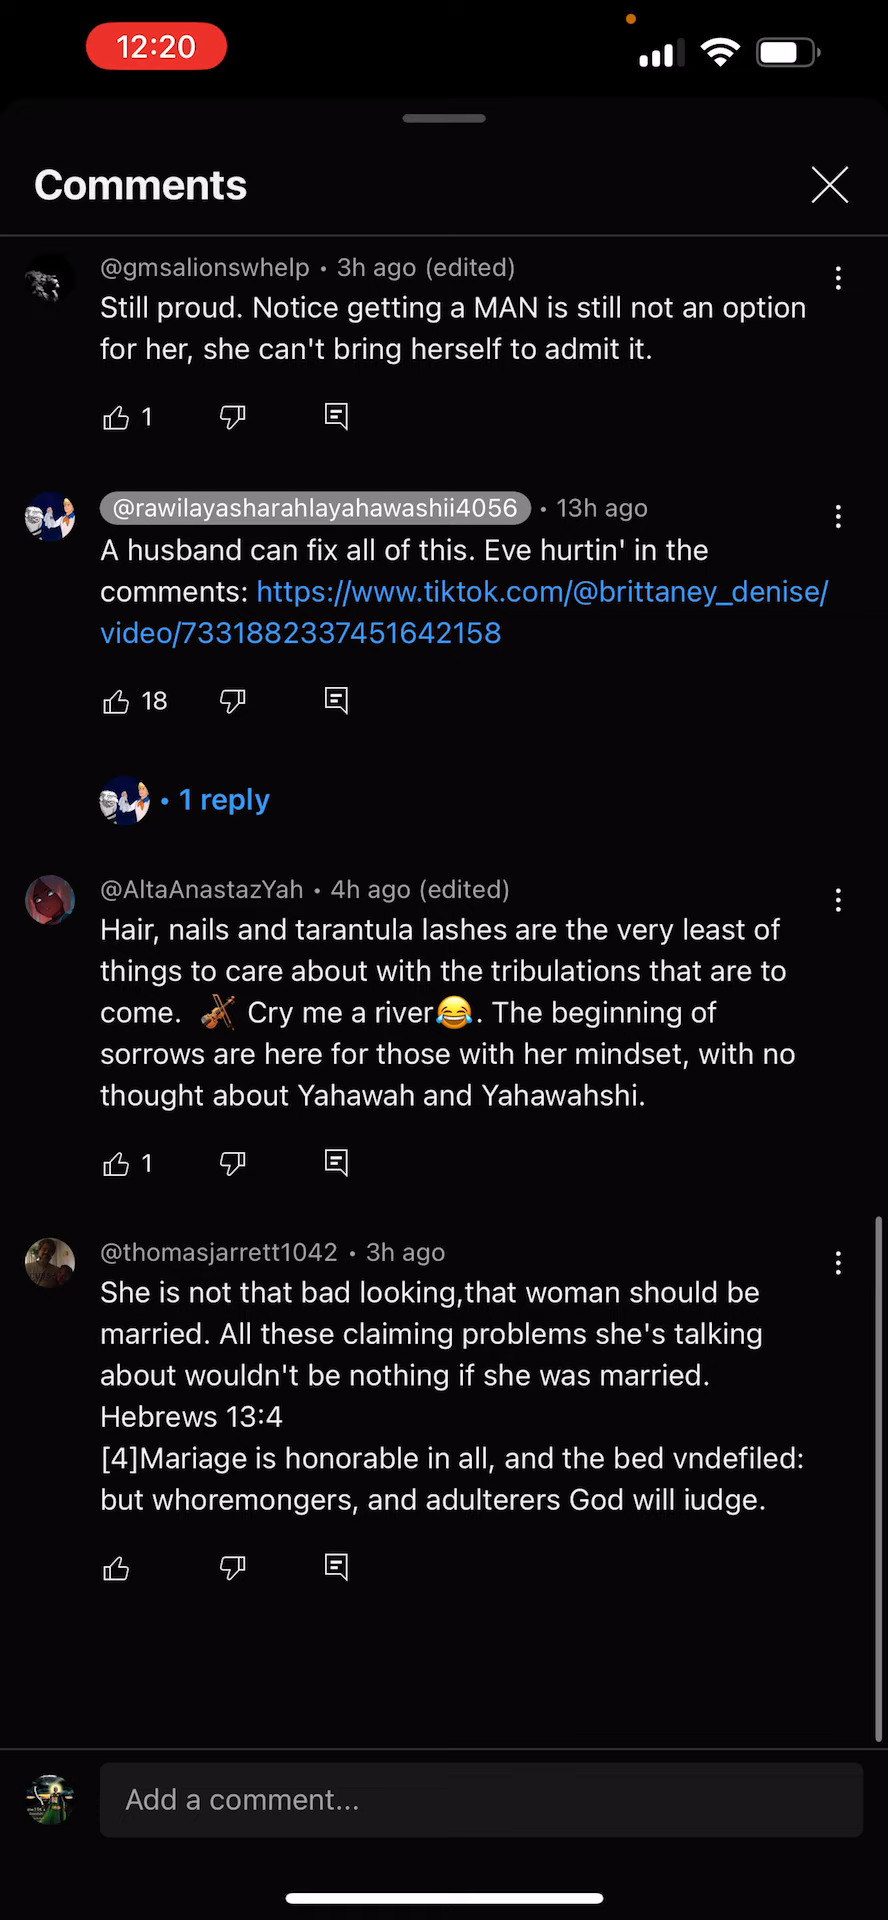 12:20
Comments
@gmsalionswhelp • 3h ago (edited)
Still proud. Notice getting a MAN is still not an option
for her, she can't bring herself to admit it.
1
@rawilayasharahlayahawashii4056 • 13h ago
A husband can fix all of this. Eve hurtin' in the
comments: https://www.tiktok.com/@brittaney_denise/
video/7331882337451642158
18
• 1 reply
@AltaAnastazYah • 4h ago (edited)
Hair, nails and tarantula lashes are the very least of
things to care about with the tribulations that are to
come. 🎻 Cry me a river😂. The beginning of
sorrows are here for those with her mindset, with no
thought about Yahawah and Yahawahshi.
1
@thomasjarrett1042 • 3h ago
She is not that bad looking,that woman should be
married. All these claiming problems she's talking
about wouldn't be nothing if she was married.
Hebrews 13:4
[4]Mariage is honorable in all, and the bed vndefiled:
but whoremongers, and adulterers God will iudge.
Add a comment...